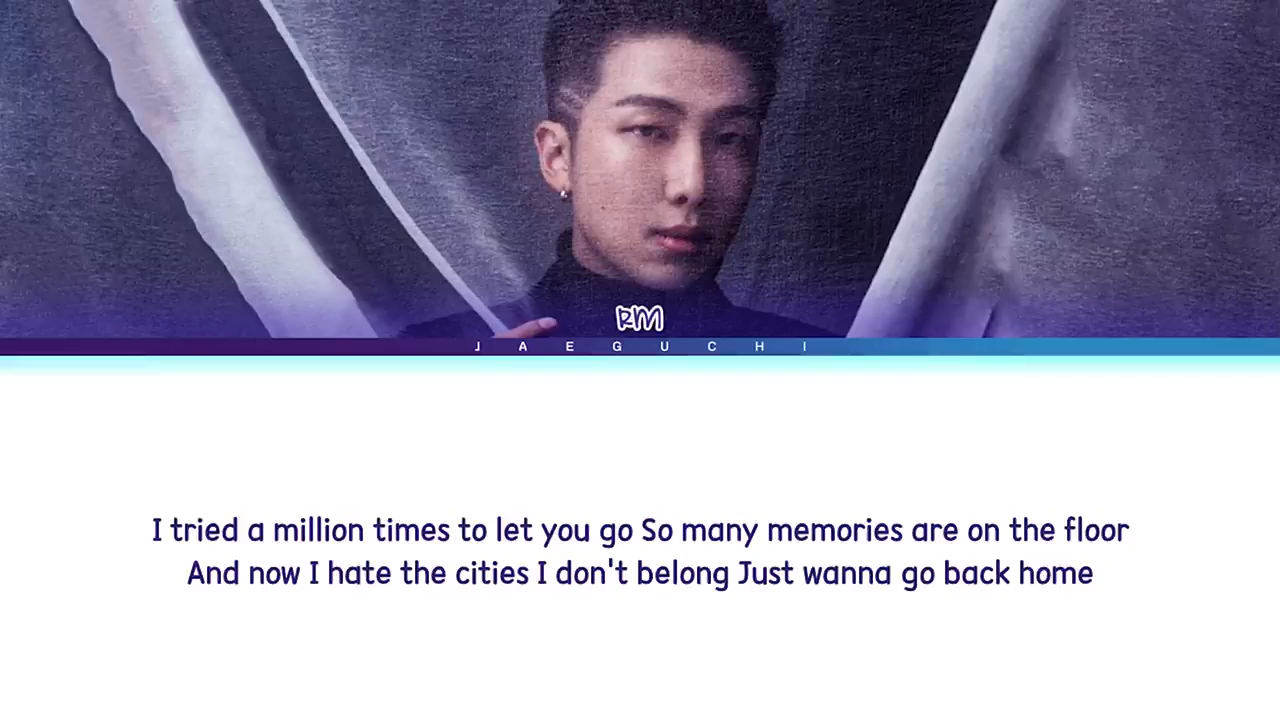 RM
JAEGUCHI
I tried a million times to let you go So many memories are on the floor
And now I hate the cities I don't belong Just wanna go back home